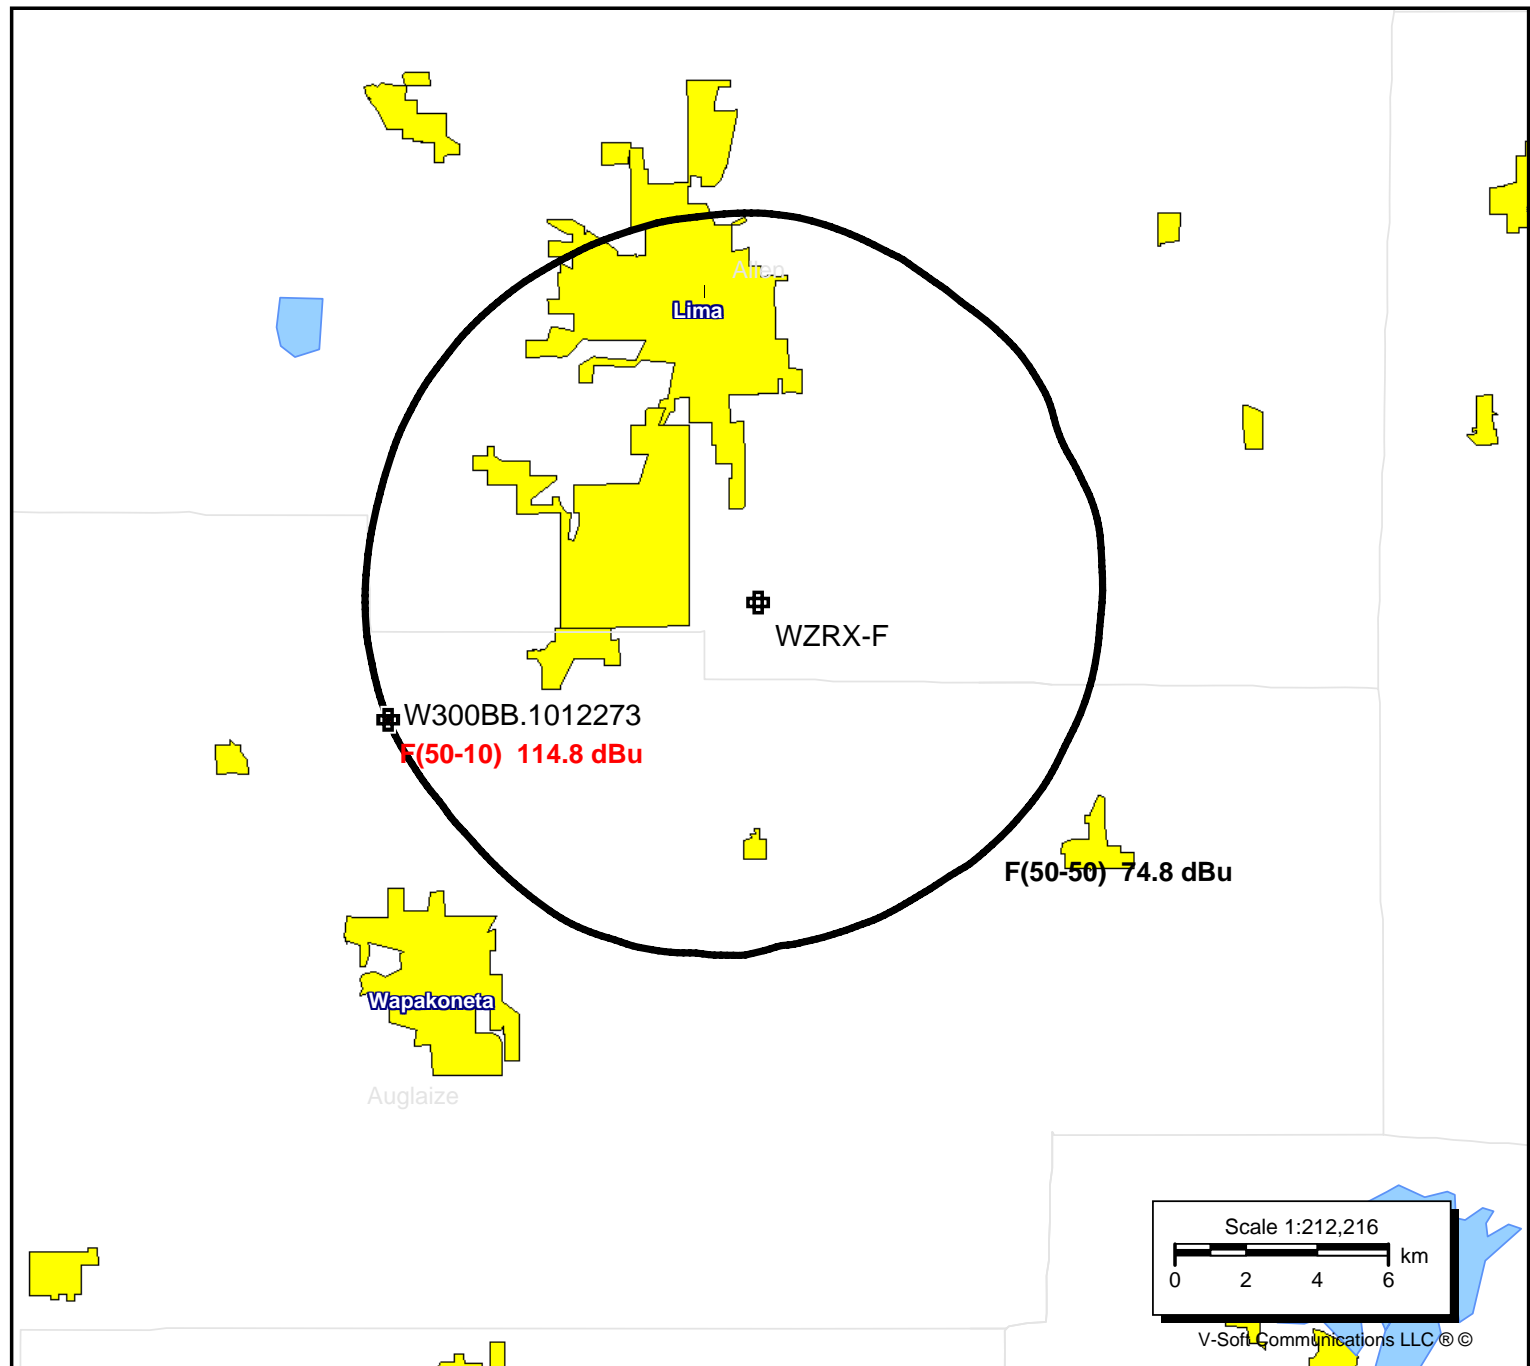 Allen
Lima
WZRX-F
W300BB.1012273
F(50-10) 114.8 dBu
F(50-50) 74.8 dBu
Wapakoneta
Auglaize
Scale 1:212,216
km
0 2 4 6
V-Soft Communications LLC ® ©